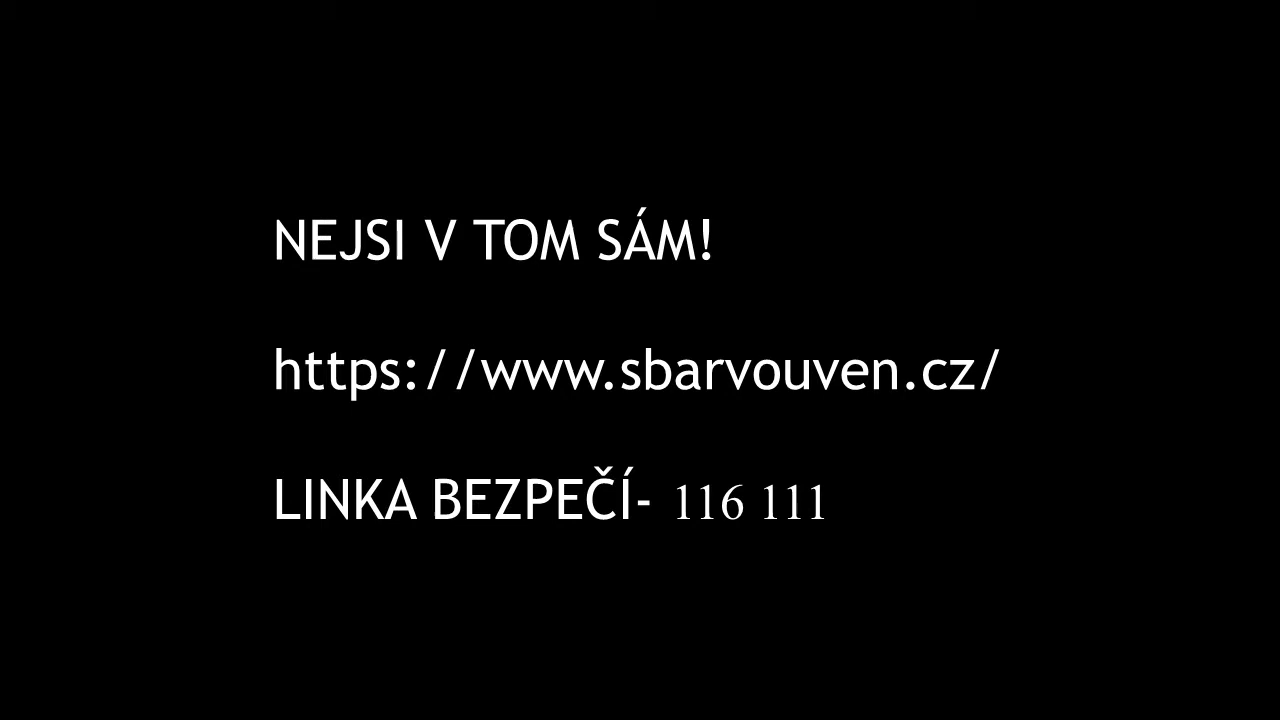 NEJSI V TOM SÁM!
https://www.sbarvouven.cz/
LINKA BEZPEČÍ- 116 111